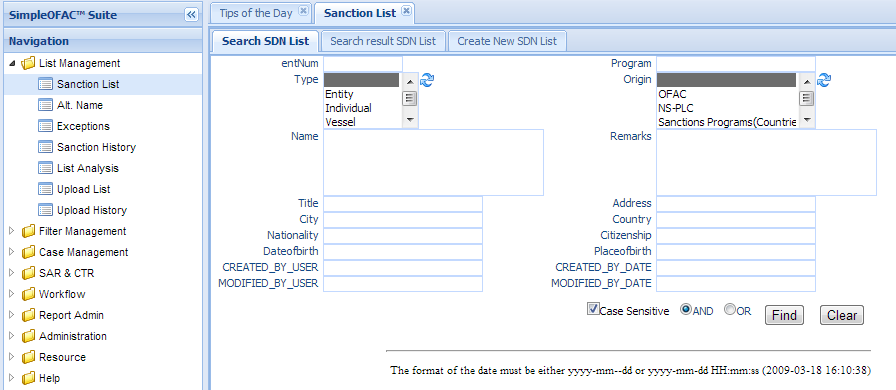 SimpleOFAC™ Suite
Navigation
List Management
Sanction List
Alt. Name
Exceptions
Sanction History
List Analysis
Upload List
Upload History
Filter Management
Case Management
SAR & CTR
Workflow
Report Admin
Administration
Resource
Help
Tips of the Day
Sanction List
Search SDN List
Search result SDN List
Create New SDN List
entNum
Program
Type
Entity
Individual
Vessel
Origin
OFAC
NS-PLC
Sanctions Programs(Countrie
Name
Remarks
Title
Address
City
Country
Nationality
Citizenship
Dateofbirth
Placeofbirth
CREATED_BY_USER
CREATED_BY_DATE
MODIFIED_BY_USER
MODIFIED_BY_DATE
Case Sensitive AND OR Find Clear
The format of the date must be either yyyy-mm--dd or yyyy-mm-dd HH:mm:ss (2009-03-18 16:10:38)